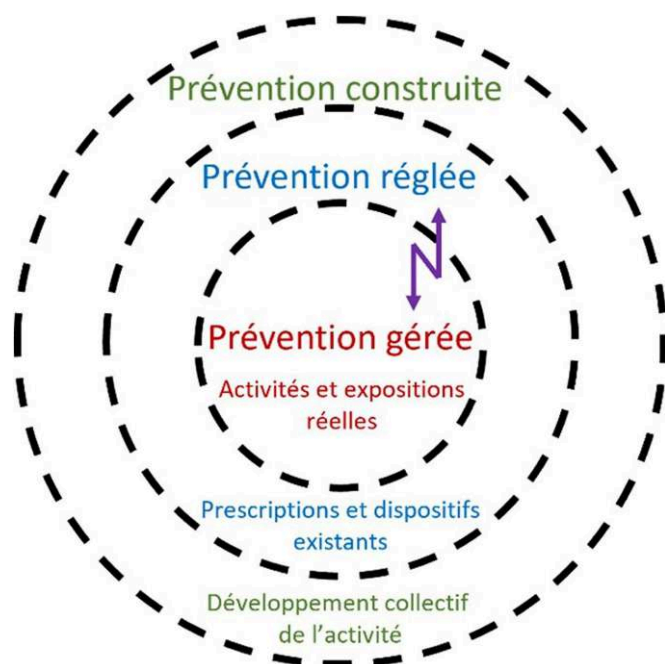 Prévention construite
Prévention réglée
Prévention gérée
Activités et expositions
réelles
Prescriptions et dispositifs
existants
Développement collectif
de l’activité